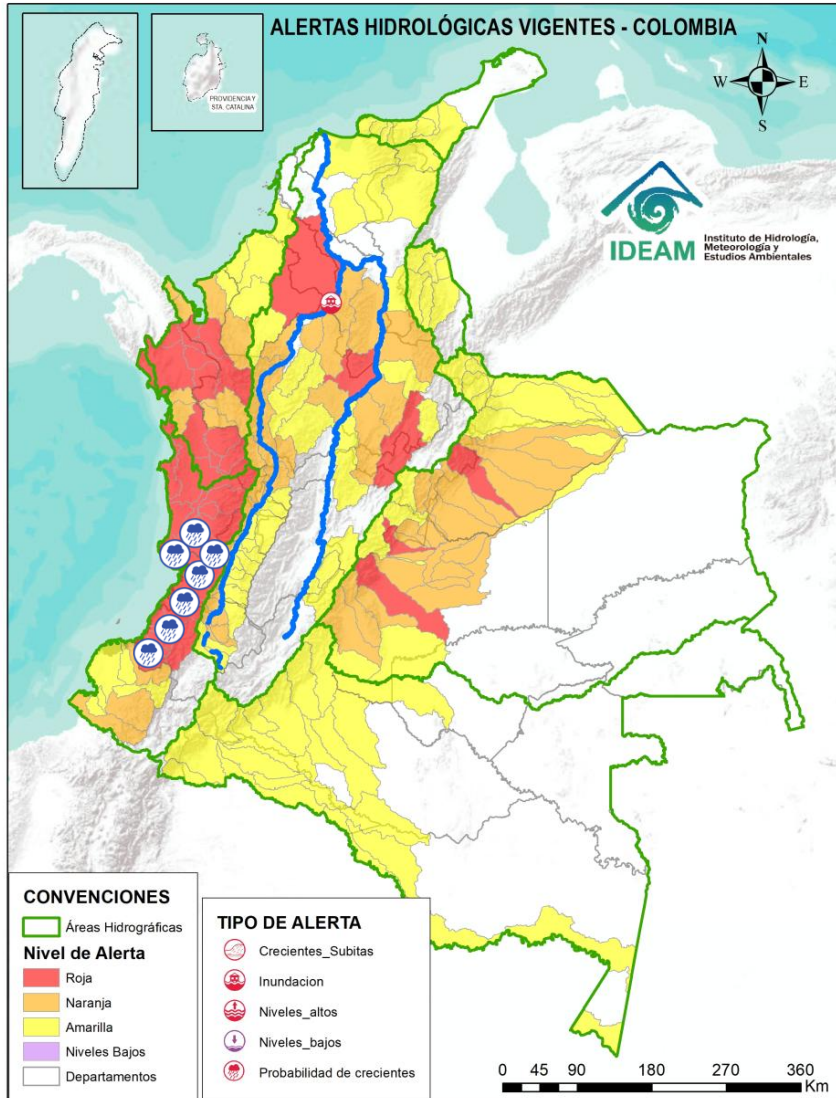 ALERTAS HIDROLÓGICAS VIGENTES - COLOMBIA
PROVIDENCIA Y
STA. CATALINA
N
W
E
S
IDEAM
Instituto de Hidrología,
Meteorología y
Estudios Ambientales
CONVENCIONES
Áreas Hidrográficas
Nivel de Alerta
Roja
Naranja
Amarilla
Niveles Bajos
Departamentos
TIPO DE ALERTA
Crecientes_Subitas
Inundacion
Niveles_altos
Niveles_bajos
Probabilidad de crecientes
0 45 90 180 270 360
Km